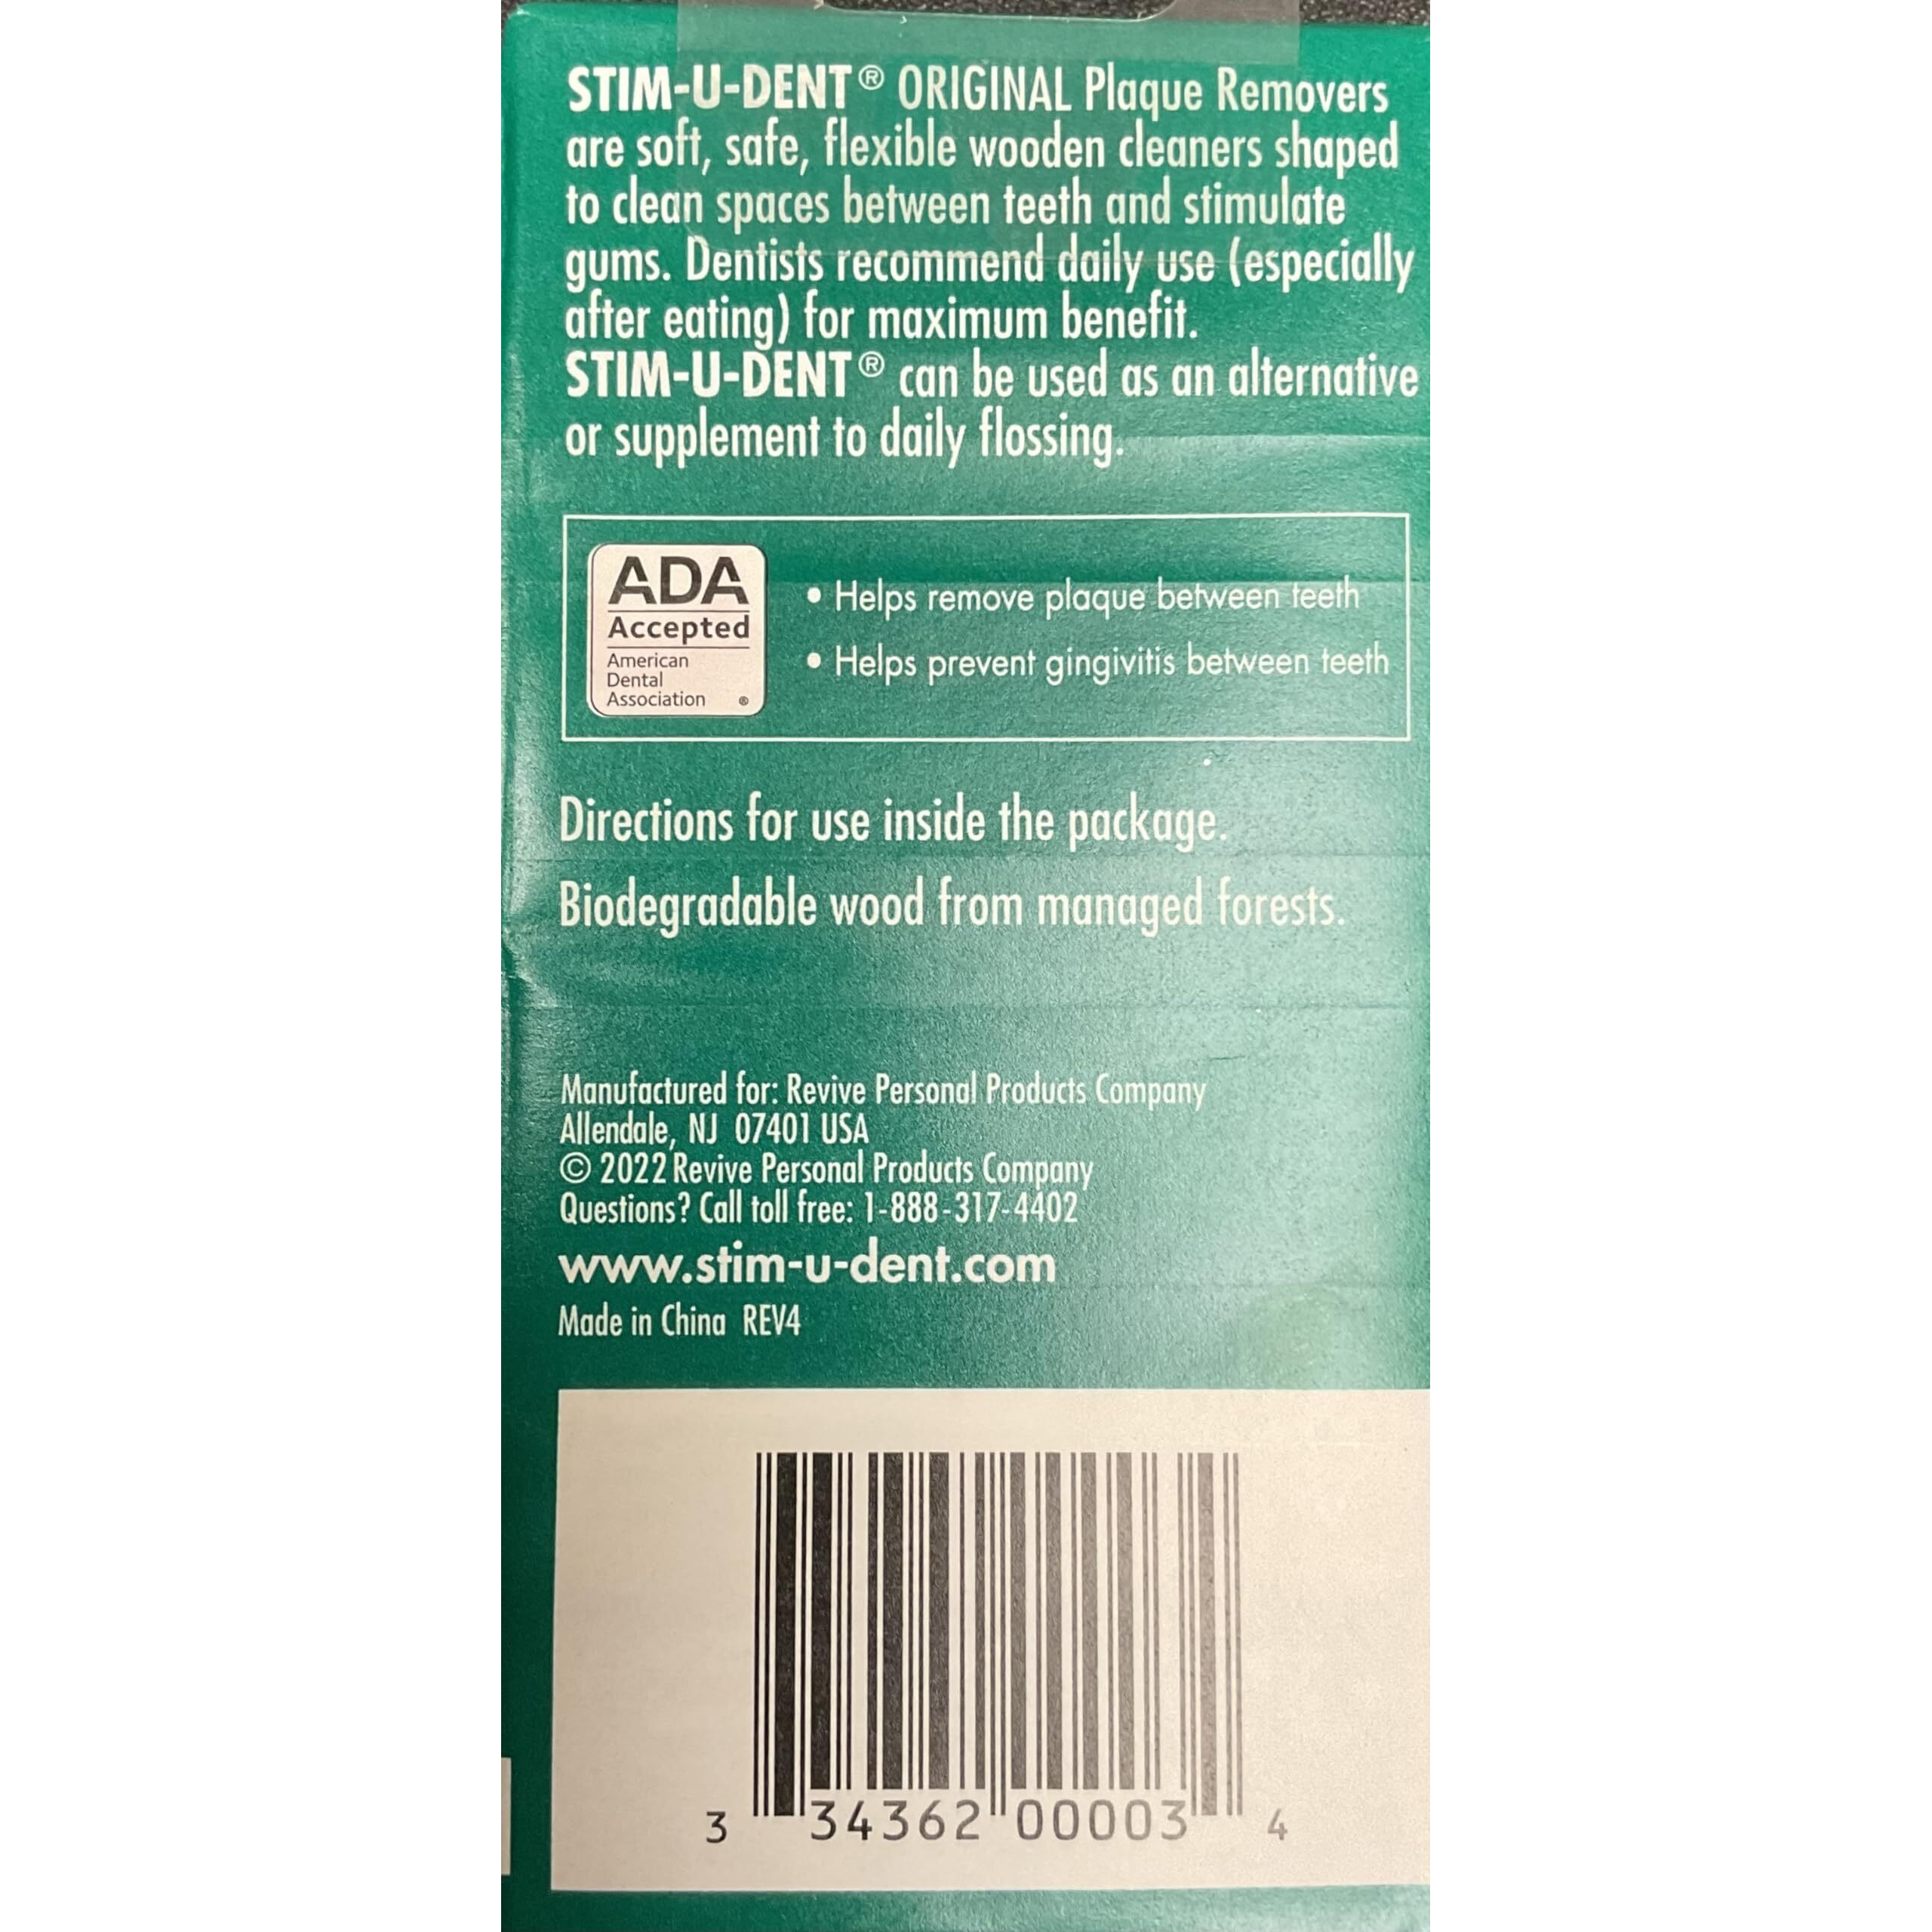 STIM-U-DENT® ORIGINAL Plaque Removers
are soft, safe, flexible wooden cleaners shaped
to clean spaces between teeth and stimulate
gums. Dentists recommend daily use (especially
after eating) for maximum benefit.
STIM-U-DENT® can be used as an alternative
or supplement to daily flossing.
ADA
Accepted
American
Dental
Association ®
• Helps remove plaque between teeth
• Helps prevent gingivitis between teeth
Directions for use inside the package.
Biodegradable wood from managed forests.
Manufactured for: Revive Personal Products Company
Allendale, NJ 07401 USA
© 2022 Revive Personal Products Company
Questions? Call toll free: 1-888-317-4402
www.stim-u-dent.com
Made in China REV4
3 34362 00003 4